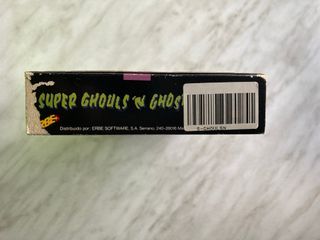 SUPER GHOULS 'N GHOS
ERBE
Distribuido por: ERBE SOFTWARE, S.A. Serrano, 240-28016 Ma